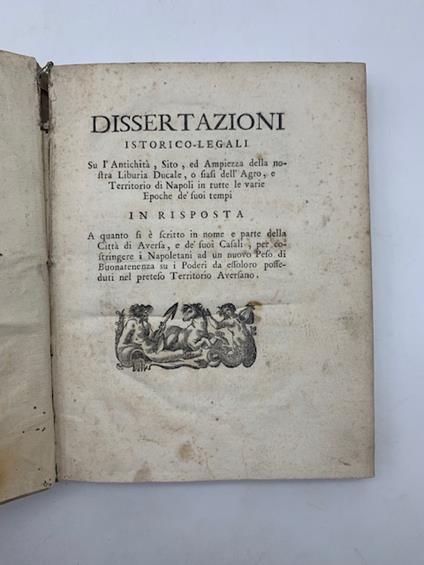 DISSERTAZIONI
ISTORICO-LEGALI
Su l'Antichità, Sito, ed Ampiezza della no-
stra Liburia Ducale, o siasi dell'Agro, e
Territorio di Napoli in tutte le varie
Epoche de' suoi tempi
IN RISPOSTA
A quanto si è scritto in nome e parte della
Città di Aversa, e de' suoi Casali, per co-
stringere i Napoletani ad un nuovo Peso di
Buonatenenza su i Poderi da essoloro posse-
duti nel preteso Territorio Aversano.